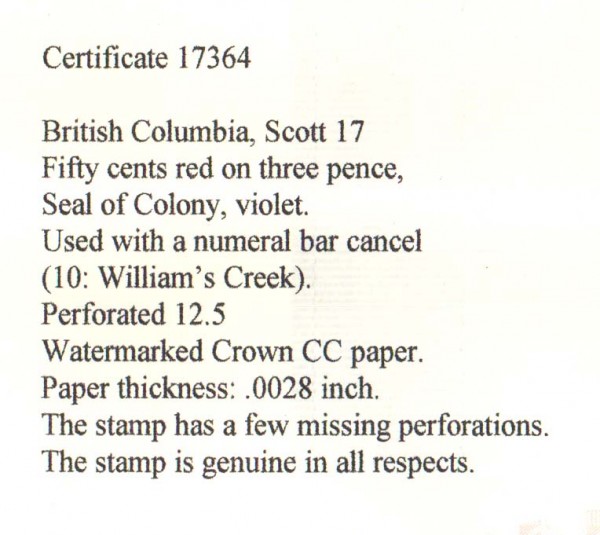 Certificate 17364
British Columbia, Scott 17
Fifty cents red on three pence,
Seal of Colony, violet.
Used with a numeral bar cancel
(10: William's Creek).
Perforated 12.5
Watermarked Crown CC paper.
Paper thickness: .0028 inch.
The stamp has a few missing perforations.
The stamp is genuine in all respects.